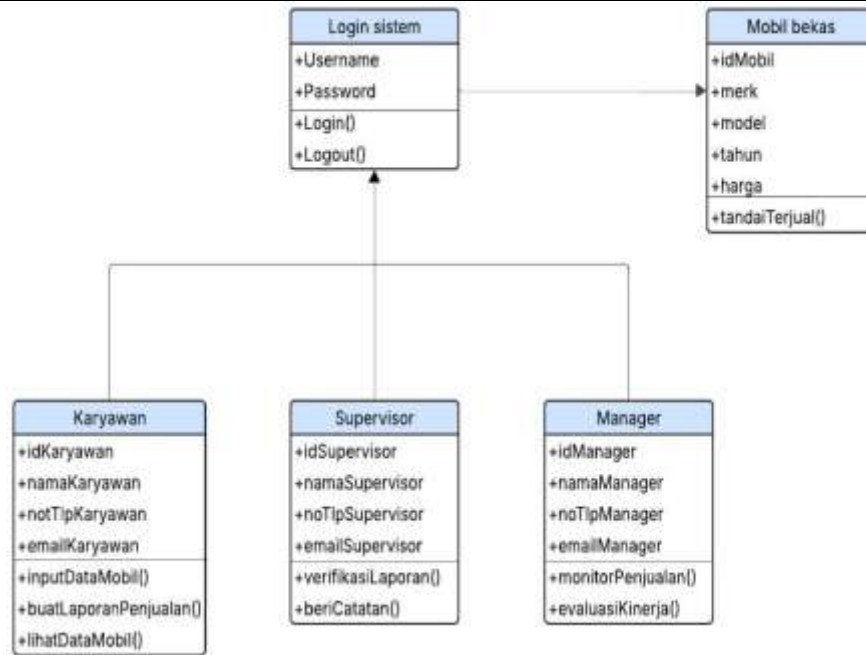 Login sistem
+Username
+Password
+Login()
+Logout()
Mobil bekas
+idMobil
+merk
+model
+tahun
+harga
+tandaiTerjual()
Karyawan
+idKaryawan
+namaKaryawan
+notTlpKaryawan
+emailKaryawan
+inputDataMobil()
+buatLaporanPenjualan()
+lihatDataMobil()
Supervisor
+idSupervisor
+namaSupervisor
+noTlpSupervisor
+emailSupervisor
+verifikasiLaporan()
+beriCatatan()
Manager
+idManager
+namaManager
+noTlpManager
+emailManager
+monitorPenjualan()
+evaluasiKinerja()